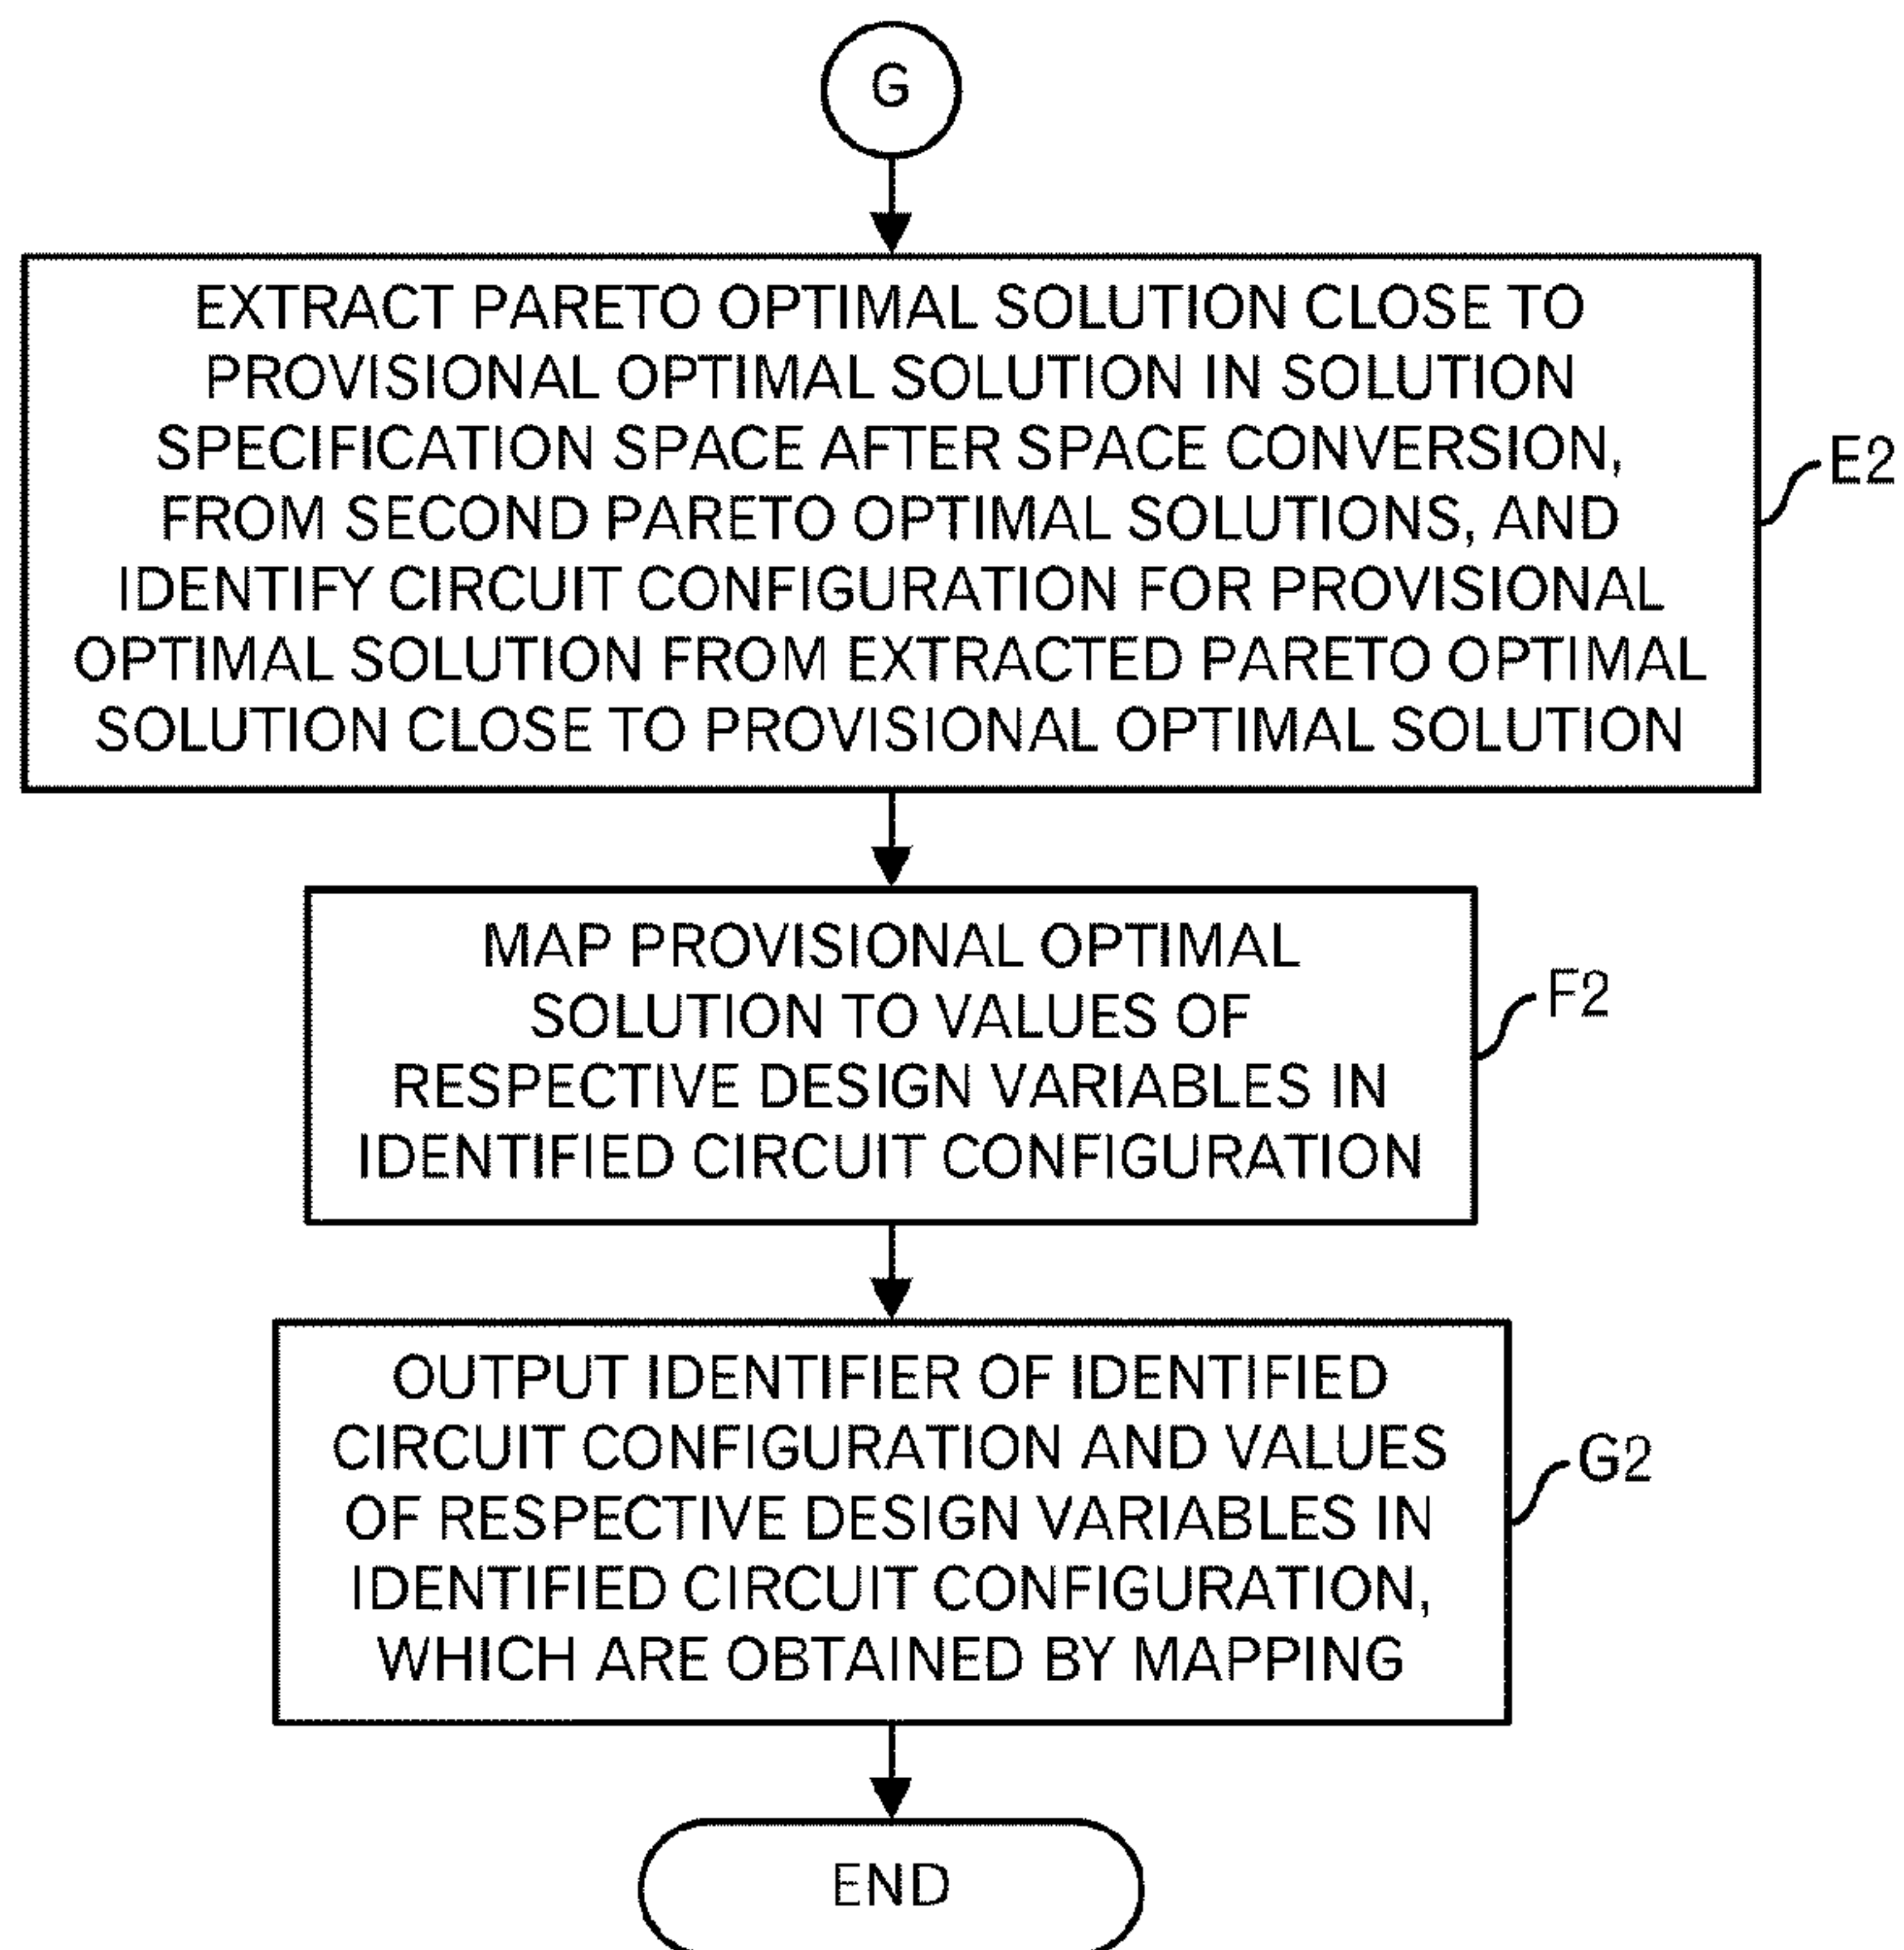 G
EXTRACT PARETO OPTIMAL SOLUTION CLOSE TO
PROVISIONAL OPTIMAL SOLUTION IN SOLUTION
SPECIFICATION SPACE AFTER SPACE CONVERSION,
FROM SECOND PARETO OPTIMAL SOLUTIONS, AND
IDENTIFY CIRCUIT CONFIGURATION FOR PROVISIONAL
OPTIMAL SOLUTION FROM EXTRACTED PARETO OPTIMAL
SOLUTION CLOSE TO PROVISIONAL OPTIMAL SOLUTION
E2
MAP PROVISIONAL OPTIMAL
SOLUTION TO VALUES OF
RESPECTIVE DESIGN VARIABLES IN
IDENTIFIED CIRCUIT CONFIGURATION
F2
OUTPUT IDENTIFIER OF IDENTIFIED
CIRCUIT CONFIGURATION AND VALUES
OF RESPECTIVE DESIGN VARIABLES IN
IDENTIFIED CIRCUIT CONFIGURATION,
WHICH ARE OBTAINED BY MAPPING
G2
END